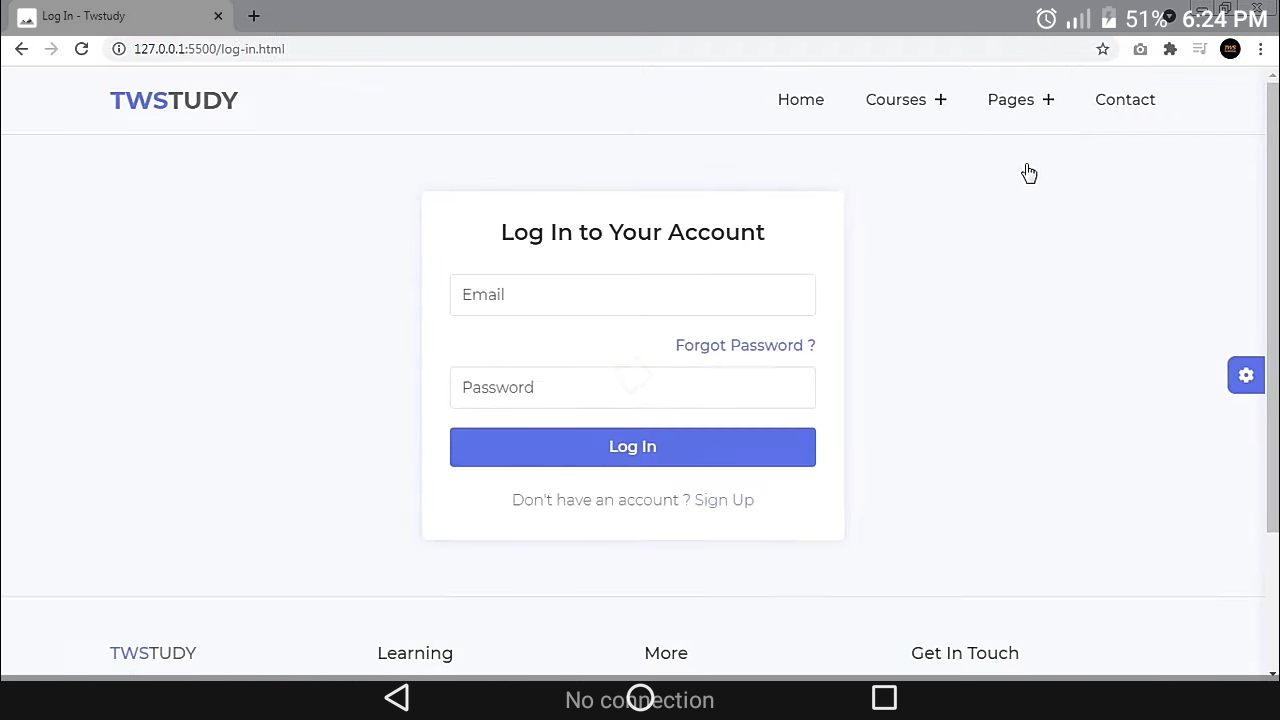 Log In - Twstudy
51% 6:24 PM
127.0.0.1:5500/log-in.html
TWSTUDY
Home Courses + Pages + Contact
Log In to Your Account
Email
Forgot Password ?
Password
Log In
Don't have an account ? Sign Up
TWSTUDY Learning More Get In Touch
No connection